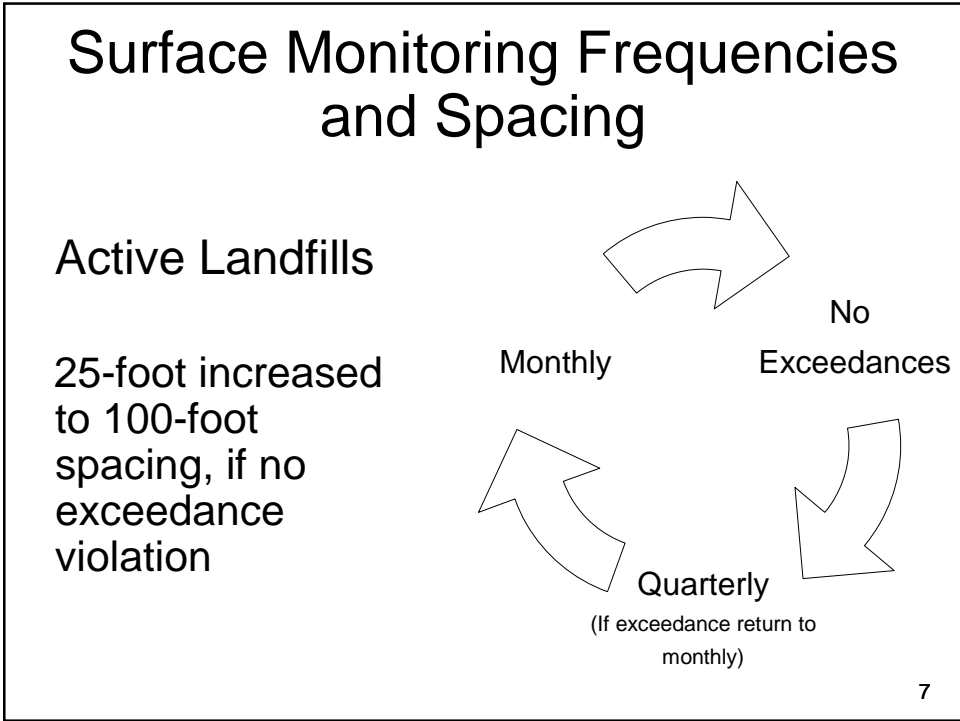 Surface Monitoring Frequencies
and Spacing
Active Landfills
25-foot increased
to 100-foot
spacing, if no
exceedance
violation
Monthly
No
Exceedances
Quarterly
(If exceedance return to
monthly)
7